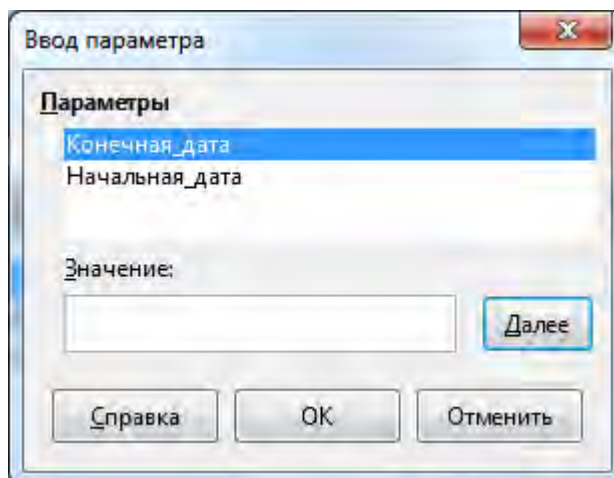 Ввод параметра
Параметры
Конечная_дата
Начальная_дата
Значение:
Далее
Справка
OK
Отменить